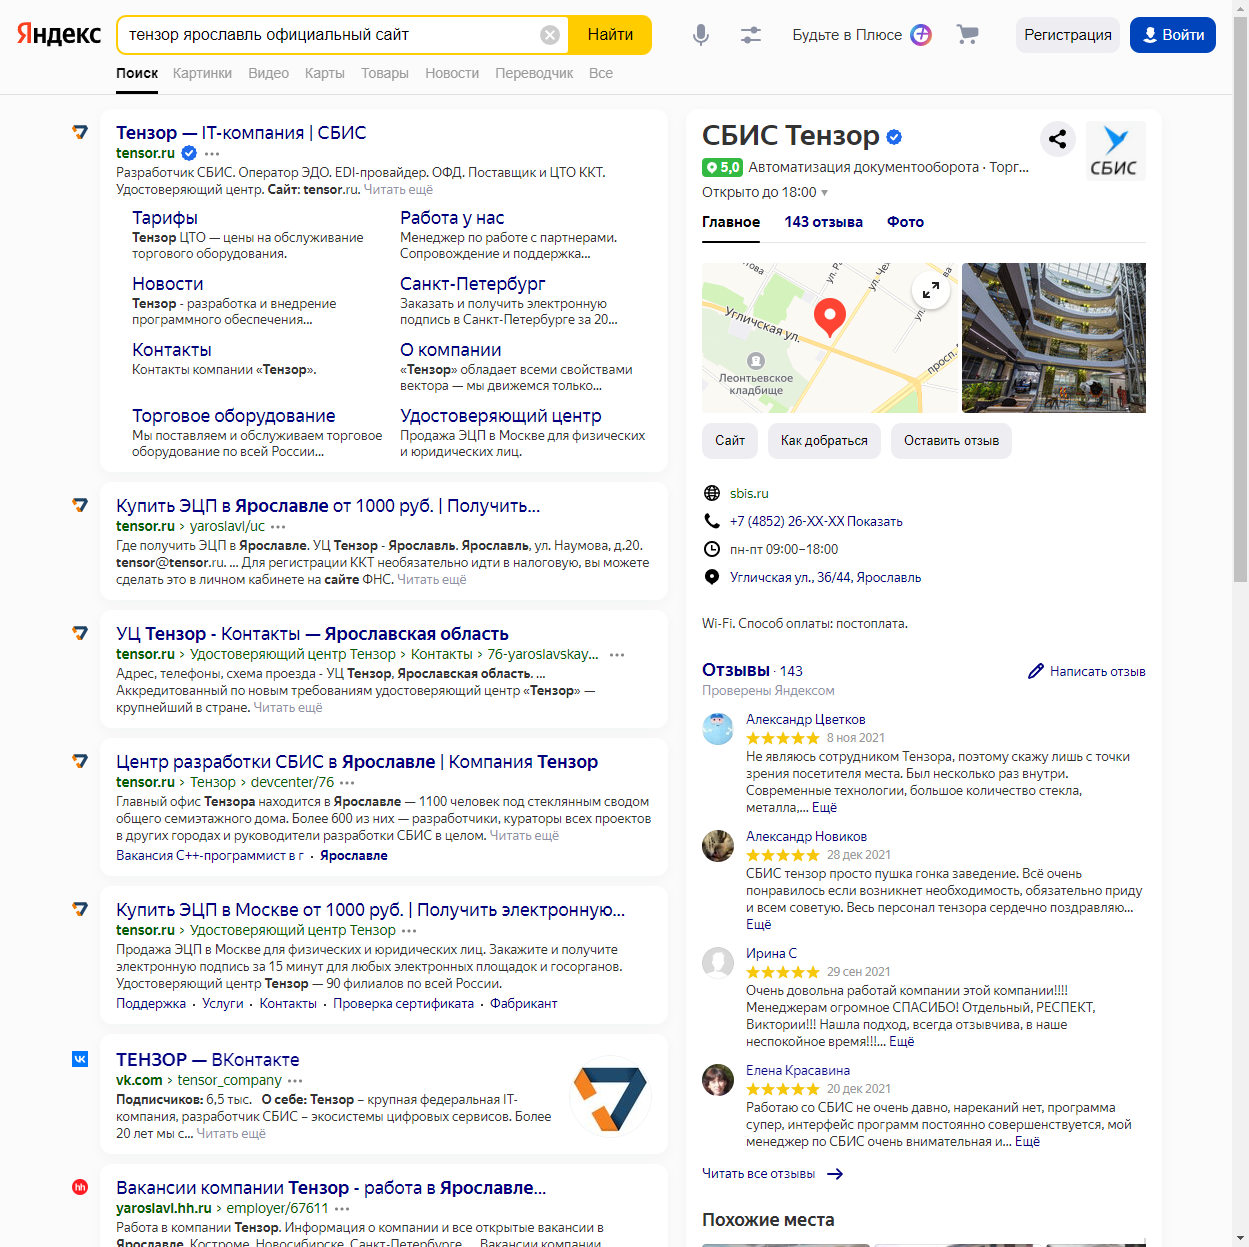 Яндекс
тензор ярославль официальный сайт
Найти
Будьте в Плюсе
Регистрация
Войти
Поиск Картинки Видео Карты Товары Новости Переводчик Все
Тензор — IT-компания | СБИС
tensor.ru
Разработчик СБИС. Оператор ЭДО. EDI-провайдер. ОФД. Поставщик и ЦТО ККТ.
Удостоверяющий центр. Сайт: tensor.ru. Читать ещё
Тарифы
Тензор ЦТО — цены на обслуживание
торгового оборудования.
Работа у нас
Менеджер по работе с партнерами.
Сопровождение и поддержка...
Новости
Тензор - разработка и внедрение
программного обеспечения...
Санкт-Петербург
Заказать и получить электронную
подпись в Санкт-Петербурге за 20...
Контакты
Контакты компании «Тензор».
О компании
«Тензор» обладает всеми свойствами
вектора — мы движемся только...
Торговое оборудование
Мы поставляем и обслуживаем торговое
оборудование по всей России...
Удостоверяющий центр
Продажа ЭЦП в Москве для физических
и юридических лиц.
Купить ЭЦП в Ярославле от 1000 руб. | Получить...
tensor.ru › yaroslavl/uc
Где получить ЭЦП в Ярославле. УЦ Тензор - Ярославль. Ярославль, ул. Наумова, д.20.
tensor@tensor.ru. ... Для регистрации ККТ необязательно идти в налоговую, вы можете
сделать это в личном кабинете на сайте ФНС. Читать ещё
УЦ Тензор - Контакты — Ярославская область
tensor.ru › Удостоверяющий центр Тензор › Контакты › 76-yaroslavskay...
Адрес, телефоны, схема проезда - УЦ Тензор, Ярославская область. ...
Аккредитованный по новым требованиям удостоверяющий центр «Тензор» —
крупнейший в стране. Читать ещё
Центр разработки СБИС в Ярославле | Компания Тензор
tensor.ru › Тензор › devcenter/76
Главный офис Тензора находится в Ярославле — 1100 человек под стеклянным сводом
общего семиэтажного дома. Более 600 из них — разработчики, кураторы всех проектов
в других городах и руководители разработки СБИС в целом. Читать ещё
Вакансия С++-программист в г · Ярославле
Купить ЭЦП в Москве от 1000 руб. | Получить электронную...
tensor.ru › Удостоверяющий центр Тензор
Продажа ЭЦП в Москве для физических и юридических лиц. Закажите и получите
электронную подпись за 15 минут для любых электронных площадок и госорганов.
Удостоверяющий центр Тензор — 90 филиалов по всей России.
Поддержка · Услуги · Контакты · Проверка сертификата · Фабрикант
ТЕНЗОР — ВКонтакте
vk.com › tensor_company
Подписчиков: 6,5 тыс. О себе: Тензор – крупная федеральная IT-
компания, разработчик СБИС – экосистемы цифровых сервисов. Более
20 лет мы с... Читать ещё
hh
Вакансии компании Тензор - работа в Ярославле...
yaroslavl.hh.ru › employer/67611
Работа в компании Тензор. Информация о компании и все открытые вакансии в
Ярославле, Костроме, Новосибирске, Санкт-Петербурге ... Вакансии компании
СБИС Тензор
СБИС
5,0 Автоматизация документооборота · Торг...
Открыто до 18:00
Главное 143 отзыва Фото
Угличская ул.
Леонтьевское
кладбище
просп.
Сайт
Как добраться
Оставить отзыв
sbis.ru
+7 (4852) 26-XX-XX Показать
пн-пт 09:00–18:00
Угличская ул., 36/44, Ярославль
Wi-Fi. Способ оплаты: постоплата.
Отзывы · 143
Написать отзыв
Проверены Яндексом
Александр Цветков
8 ноя 2021
Не являюсь сотрудником Тензора, поэтому скажу лишь с точки
зрения посетителя места. Был несколько раз внутри.
Современные технологии, большое количество стекла,
металла,... Ещё
Александр Новиков
28 дек 2021
СБИС тензор просто пушка гонка заведение. Всё очень
понравилось если возникнет необходимость, обязательно приду
и всем советую. Весь персонал тензора сердечно поздравляю...
Ещё
Ирина С
29 сен 2021
Очень довольна работай компании этой компании!!!!
Менеджерам огромное СПАСИБО! Отдельный, РЕСПЕКТ,
Виктории!!! Нашла подход, всегда отзывчива, в наше
неспокойное время!!!... Ещё
Елена Красавина
20 дек 2021
Работаю со СБИС не очень давно, нареканий нет, программа
супер, интерфейс программ постоянно совершенствуется, мой
менеджер по СБИС очень внимательная и... Ещё
Читать все отзывы
Похожие места